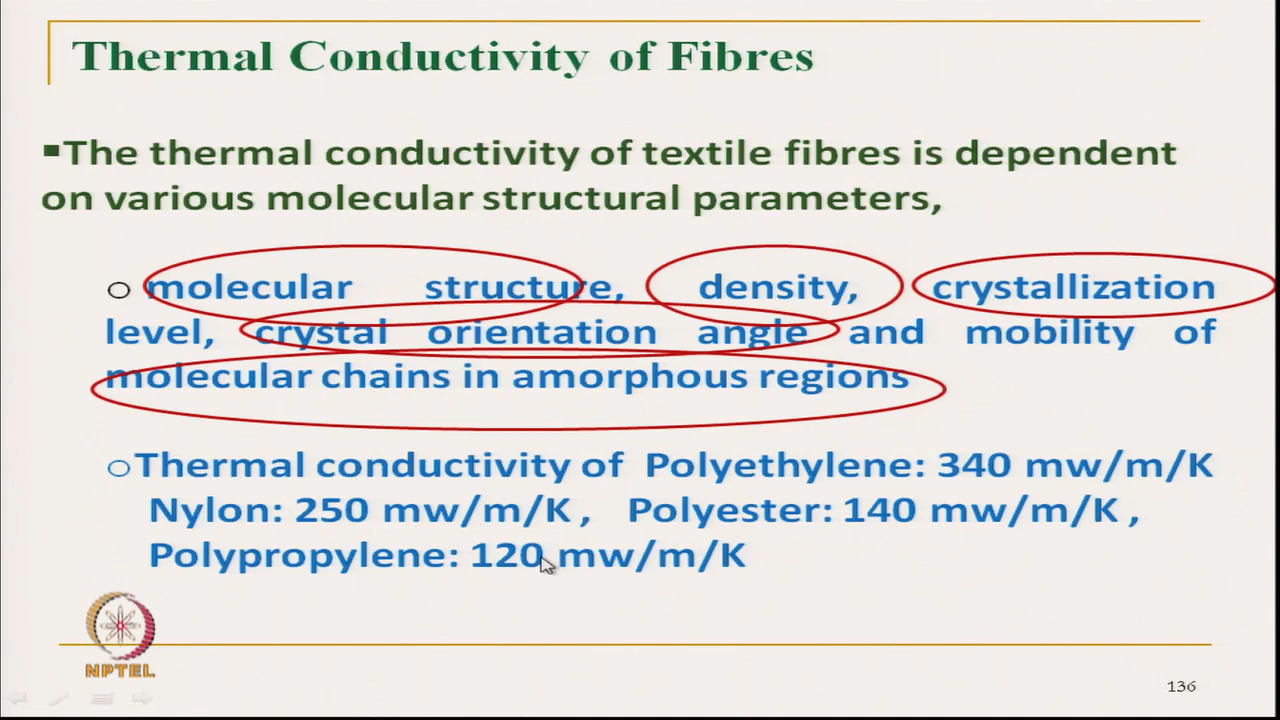 Thermal Conductivity of Fibres
▪The thermal conductivity of textile fibres is dependent
on various molecular structural parameters,
o molecular structure, density, crystallization
level, crystal orientation angle and mobility of
molecular chains in amorphous regions
oThermal conductivity of Polyethylene: 340 mw/m/K
Nylon: 250 mw/m/K , Polyester: 140 mw/m/K ,
Polypropylene: 120 mw/m/K
NPTEL
136